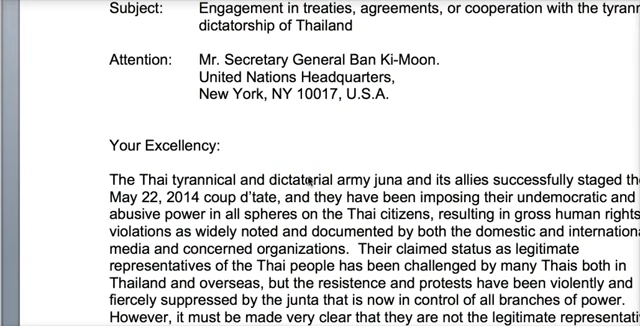 Subject: Engagement in treaties, agreements, or cooperation with the
dictatorship of Thailand
Attention: Mr. Secretary General Ban Ki-Moon.
United Nations Headquarters,
New York, NY 10017, U.S.A.
Your Excellency:
The Thai tyrannical and dictatorial army juna and its allies successfully staged
May 22, 2014 coup d'tate, and they have been imposing their undemocratic and
abusive power in all spheres on the Thai citizens, resulting in gross human rights
violations as widely noted and documented by both the domestic and
media and concerned organizations. Their claimed status as legitimate
representatives of the Thai people has been challenged by many Thais both in
Thailand and overseas, but the resistance and protests have been violently and
fiercely suppressed by the junta that is now in control of all branches of power.
However, it must be made very clear that they are not the legitimate